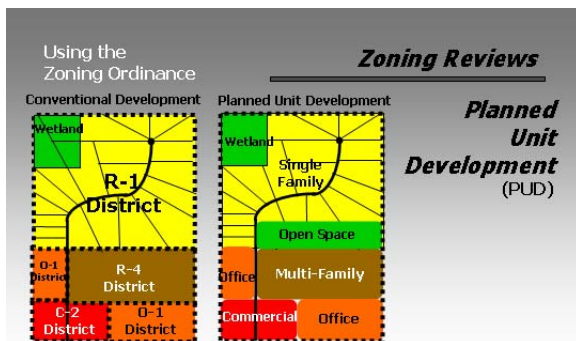 Using the
Zoning Ordinance
Zoning Reviews
Planned
Unit
Development
(PUD)
Conventional Development
Wetland
R-1
District
O-1
District
R-4
District
C-2
District
O-1
District
Planned Unit Development
Wetland
Single
Family
Open Space
Office
Multi-Family
Commercial
Office